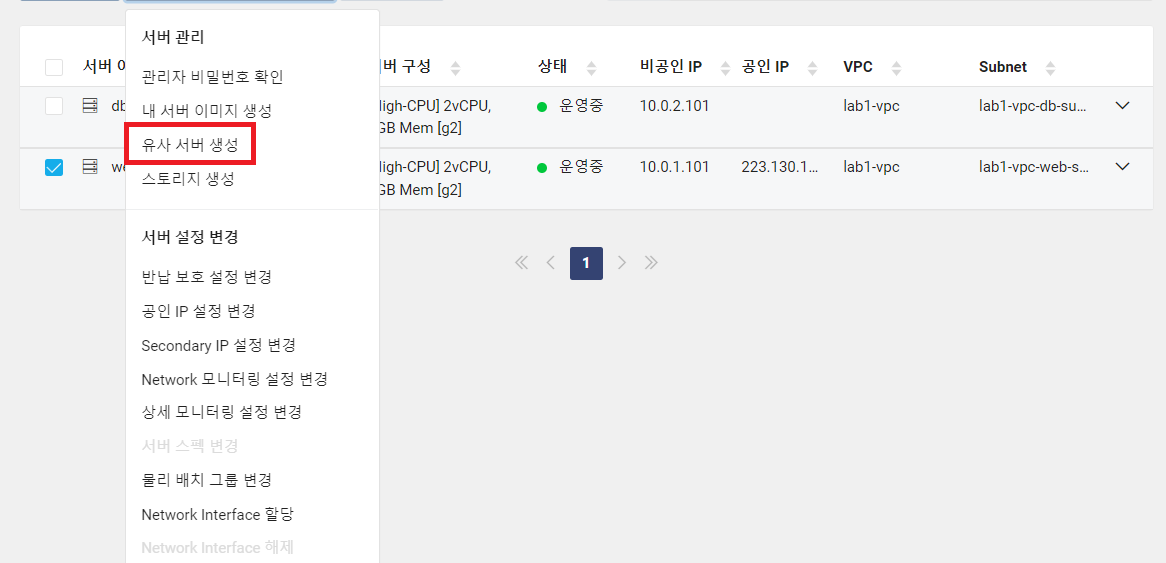 서버 관리
관리자 비밀번호 확인
내 서버 이미지 생성
유사 서버 생성
스토리지 생성
서버 설정 변경
반납 보호 설정 변경
공인 IP 설정 변경
Secondary IP 설정 변경
Network 모니터링 설정 변경
상세 모니터링 설정 변경
서버 스펙 변경
물리 배치 그룹 변경
Network Interface 할당
Network Interface 해제
서버 구성 상태 비공인 IP 공인 IP VPC Subnet
db High-CPU] 2vCPU, 운영중 10.0.2.101 lab1-vpc lab1-vpc-db-su...
GB Mem [g2]
we High-CPU] 2vCPU, 운영중 10.0.1.101 223.130.1... lab1-vpc lab1-vpc-web-s...
GB Mem [g2]
1